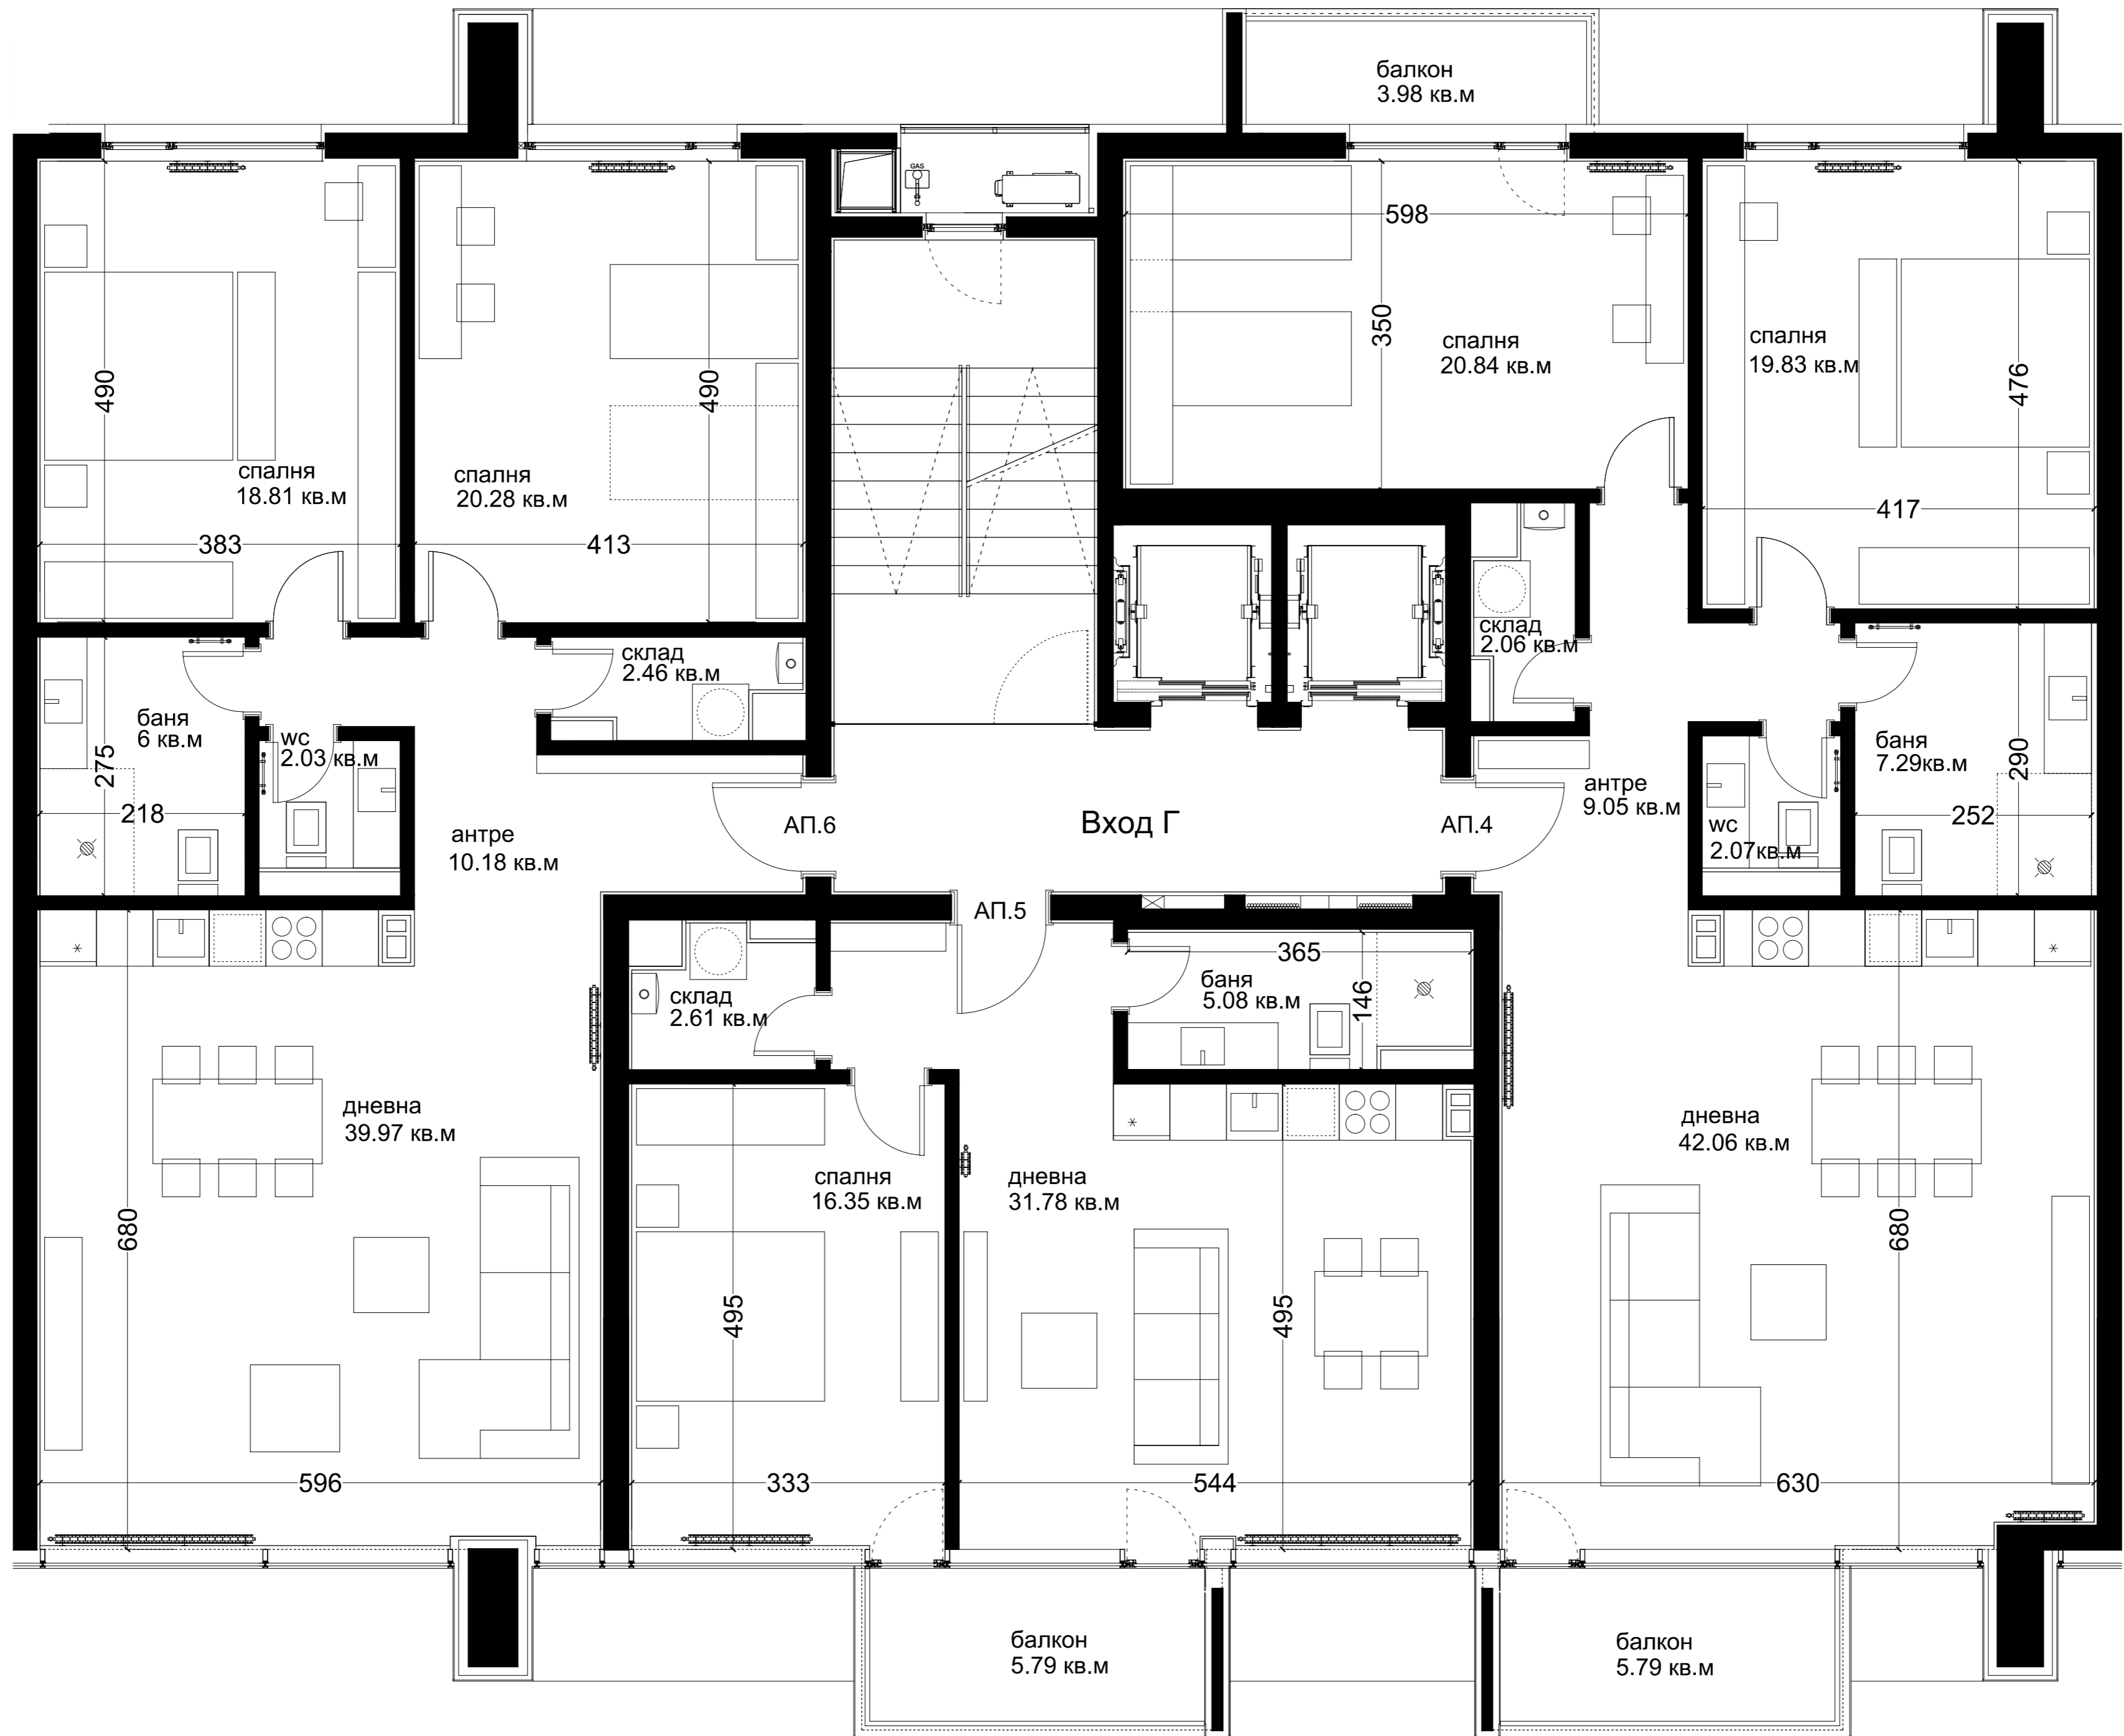 балкон
3.98 кв.м
GAS
598
350
490
490
476
спалня
20.84 кв.м
спалня
19.83 кв.м
спалня
18.81 кв.м
спалня
20.28 кв.м
417
383
413
склад
2.06 кв.м
склад
2.46 кв.м
баня
6 кв.м
wc
2.03 кв.м
275
218
баня
7.29кв.м
290
252
антре
9.05 кв.м
wc
2.07кв.м
антре
10.18 кв.м
АП.6
Вход Г
АП.4
АП.5
365
146
баня
5.08 кв.м
склад
2.61 кв.м
дневна
39.97 кв.м
дневна
42.06 кв.м
спалня
16.35 кв.м
дневна
31.78 кв.м
680
495
495
680
596
333
544
630
балкон
5.79 кв.м
балкон
5.79 кв.м